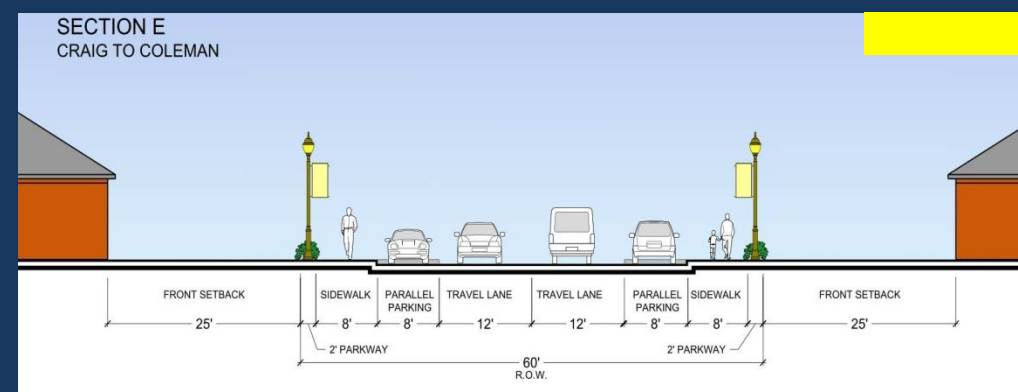 SECTION E
CRAIG TO COLEMAN
FRONT SETBACK
SIDEWALK
PARALLEL
PARKING
TRAVEL LANE
TRAVEL LANE
PARALLEL
PARKING
SIDEWALK
FRONT SETBACK
25'
8'
8'
12'
12'
8'
8'
25'
2' PARKWAY
2' PARKWAY
60'
R.O.W.